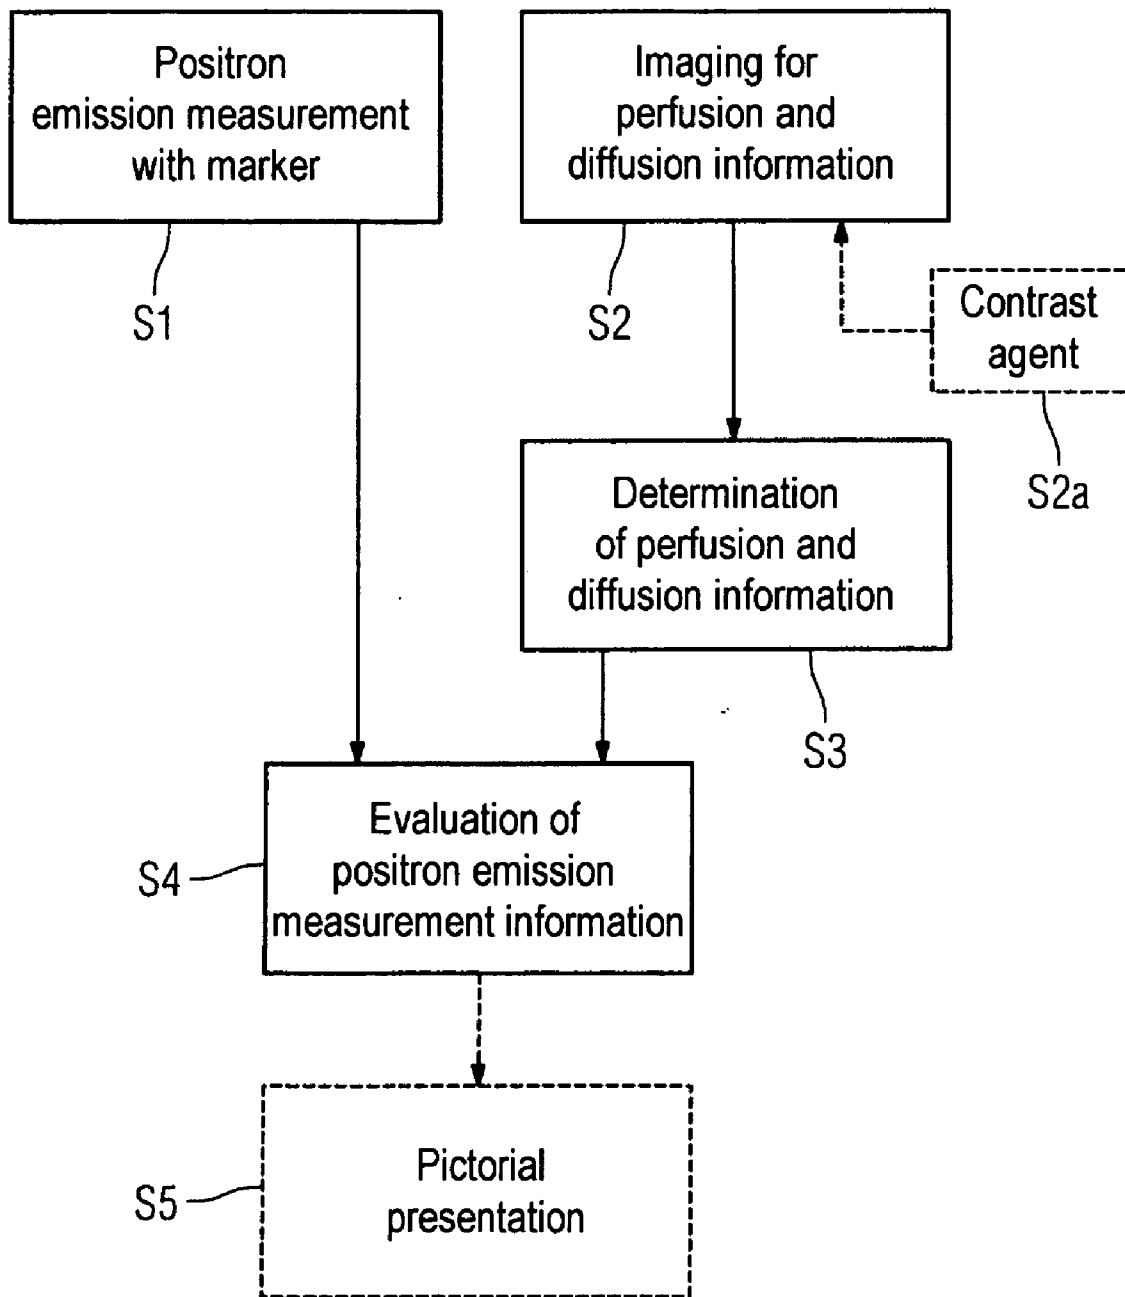 Positron
emission measurement
with marker
S1
Imaging for
perfusion and
diffusion information
S2
Contrast
agent
S2a
Determination
of perfusion and
diffusion information
S3
Evaluation of
positron emission
measurement information
S4
Pictorial
presentation
S5